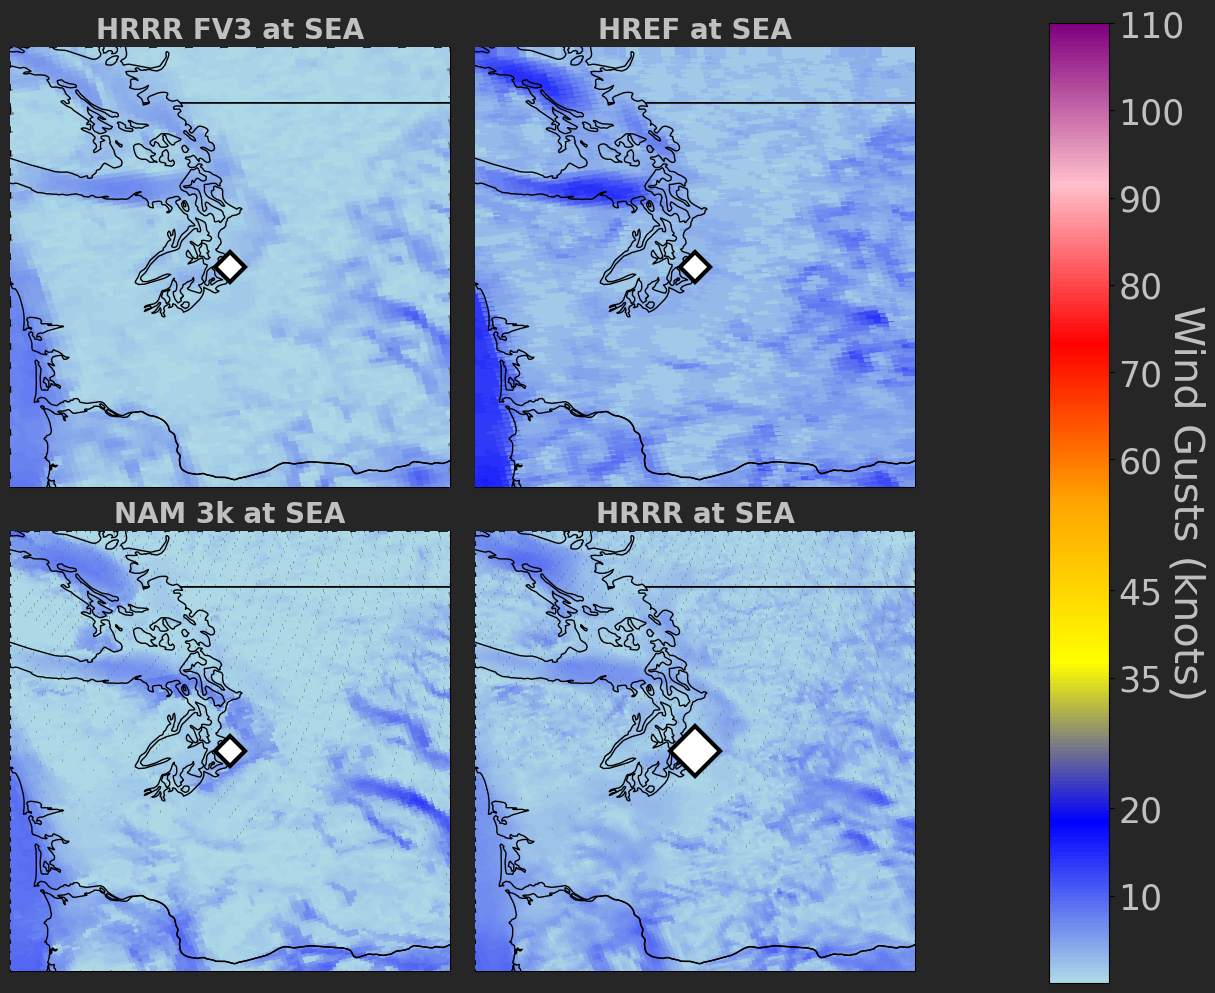 HRRR FV3 at SEA
HREF at SEA
NAM 3k at SEA
HRRR at SEA
110
100
90
80
70
60
45
35
20
10
Wind Gusts (knots)